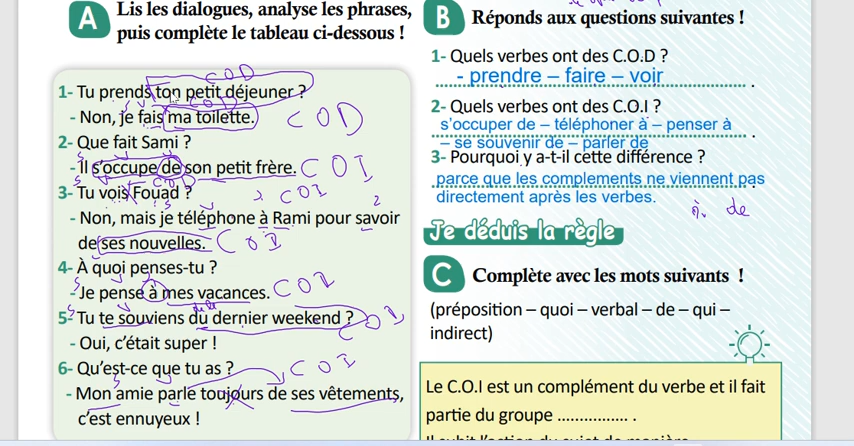 A
Lis les dialogues, analyse les phrases,
puis complète le tableau ci-dessous !
COD
1- Tu prends ton petit déjeuner ?
COD
- Non, je fais ma toilette.
COD
2- Que fait Sami ?
- Il s'occupe de son petit frère.
COI
COD
3- Tu vois Fouad ?
COI
- Non, mais je téléphone à Rami pour savoir
de ses nouvelles.
COI
4- À quoi penses-tu ?
- Je pense à mes vacances.
COI
5- Tu te souviens du dernier weekend ?
COI
- Oui, c'était super !
6- Qu'est-ce que tu as ?
COI
- Mon amie parle toujours de ses vêtements,
c'est ennuyeux !
B
Réponds aux questions suivantes !
1- Quels verbes ont des C.O.D ?
- prendre – faire – voir
2- Quels verbes ont des C.O.I ?
s'occuper de – téléphoner à – penser à
– se souvenir de – parler de
3- Pourquoi y a-t-il cette différence ?
parce que les complements ne viennent pas
directement après les verbes.
à. de
Je déduis la règle
C
Complète avec les mots suivants !
(préposition – quoi – verbal – de – qui –
indirect)
Le C.O.I est un complément du verbe et il fait
partie du groupe ................ .